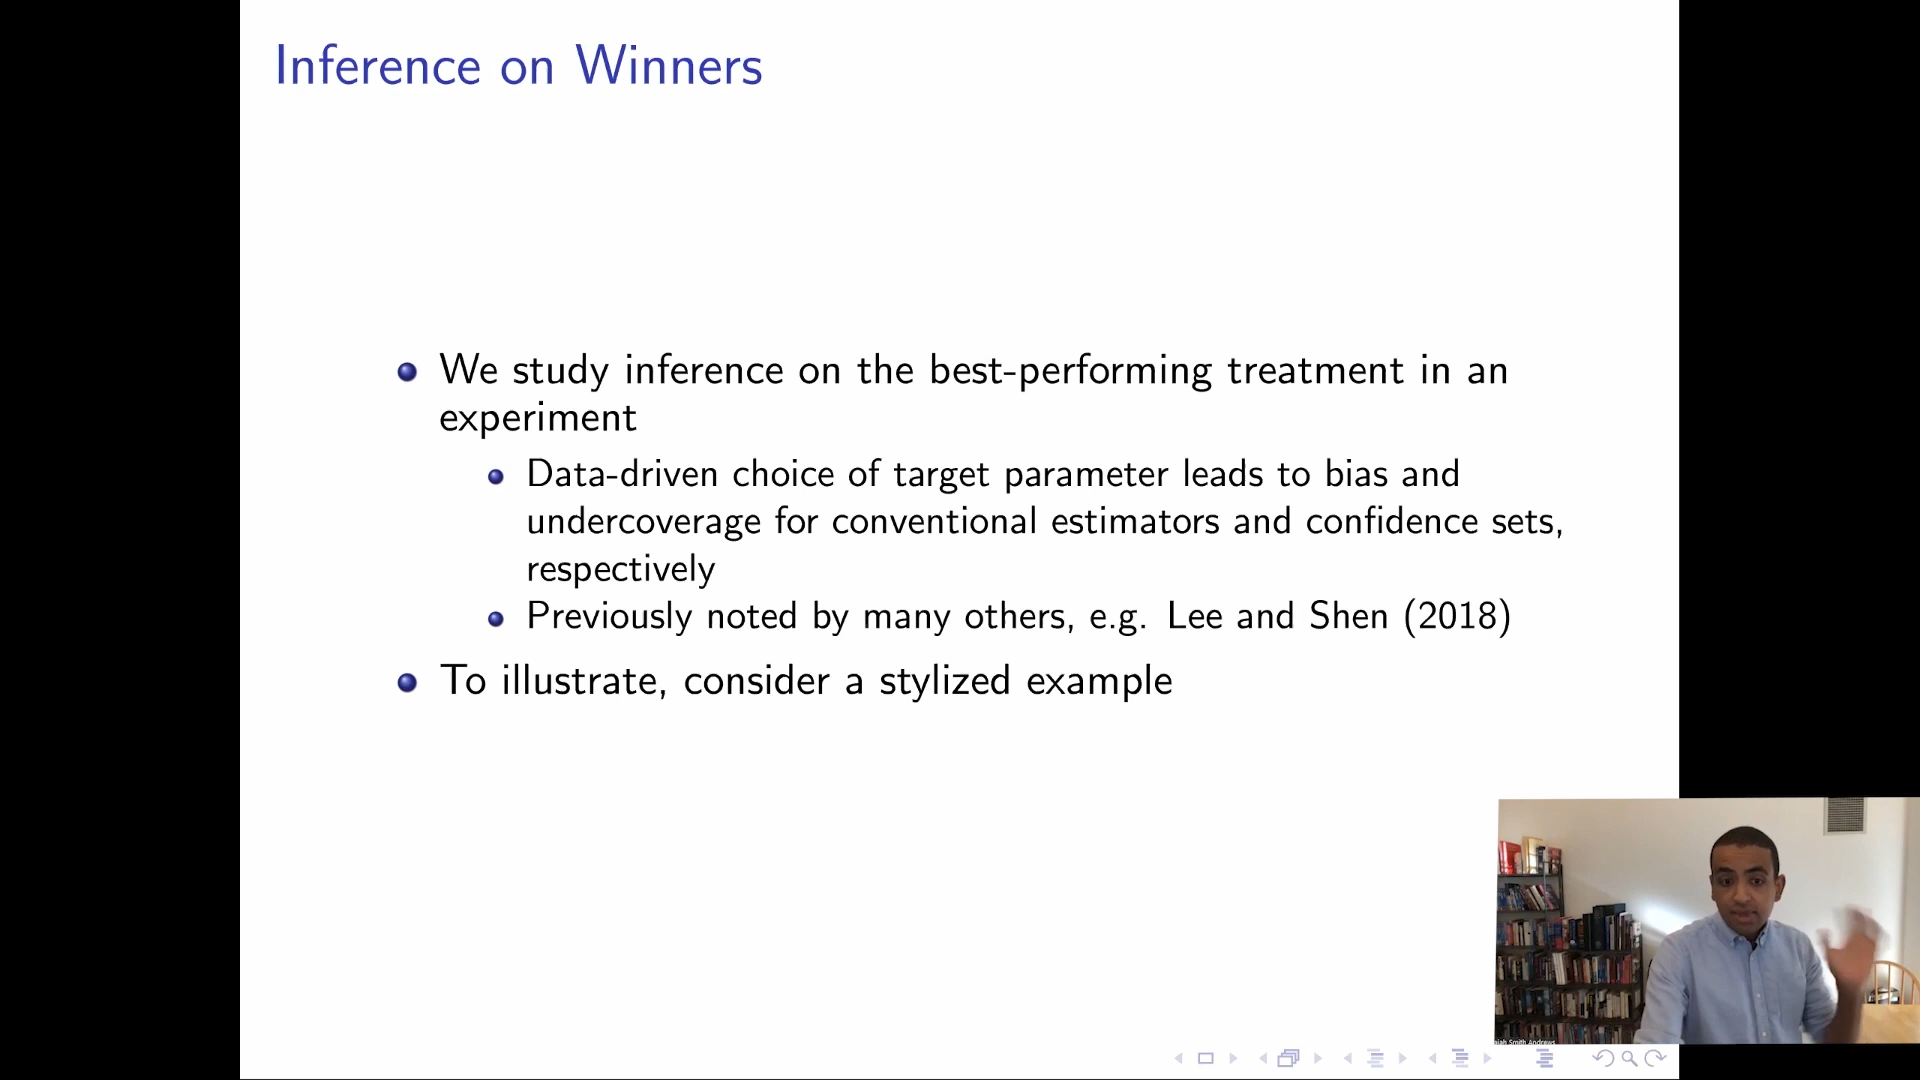 Inference on Winners
We study inference on the best-performing treatment in an
experiment
Data-driven choice of target parameter leads to bias and
undercoverage for conventional estimators and confidence sets,
respectively
Previously noted by many others, e.g. Lee and Shen (2018)
To illustrate, consider a stylized example
Smith Andrews